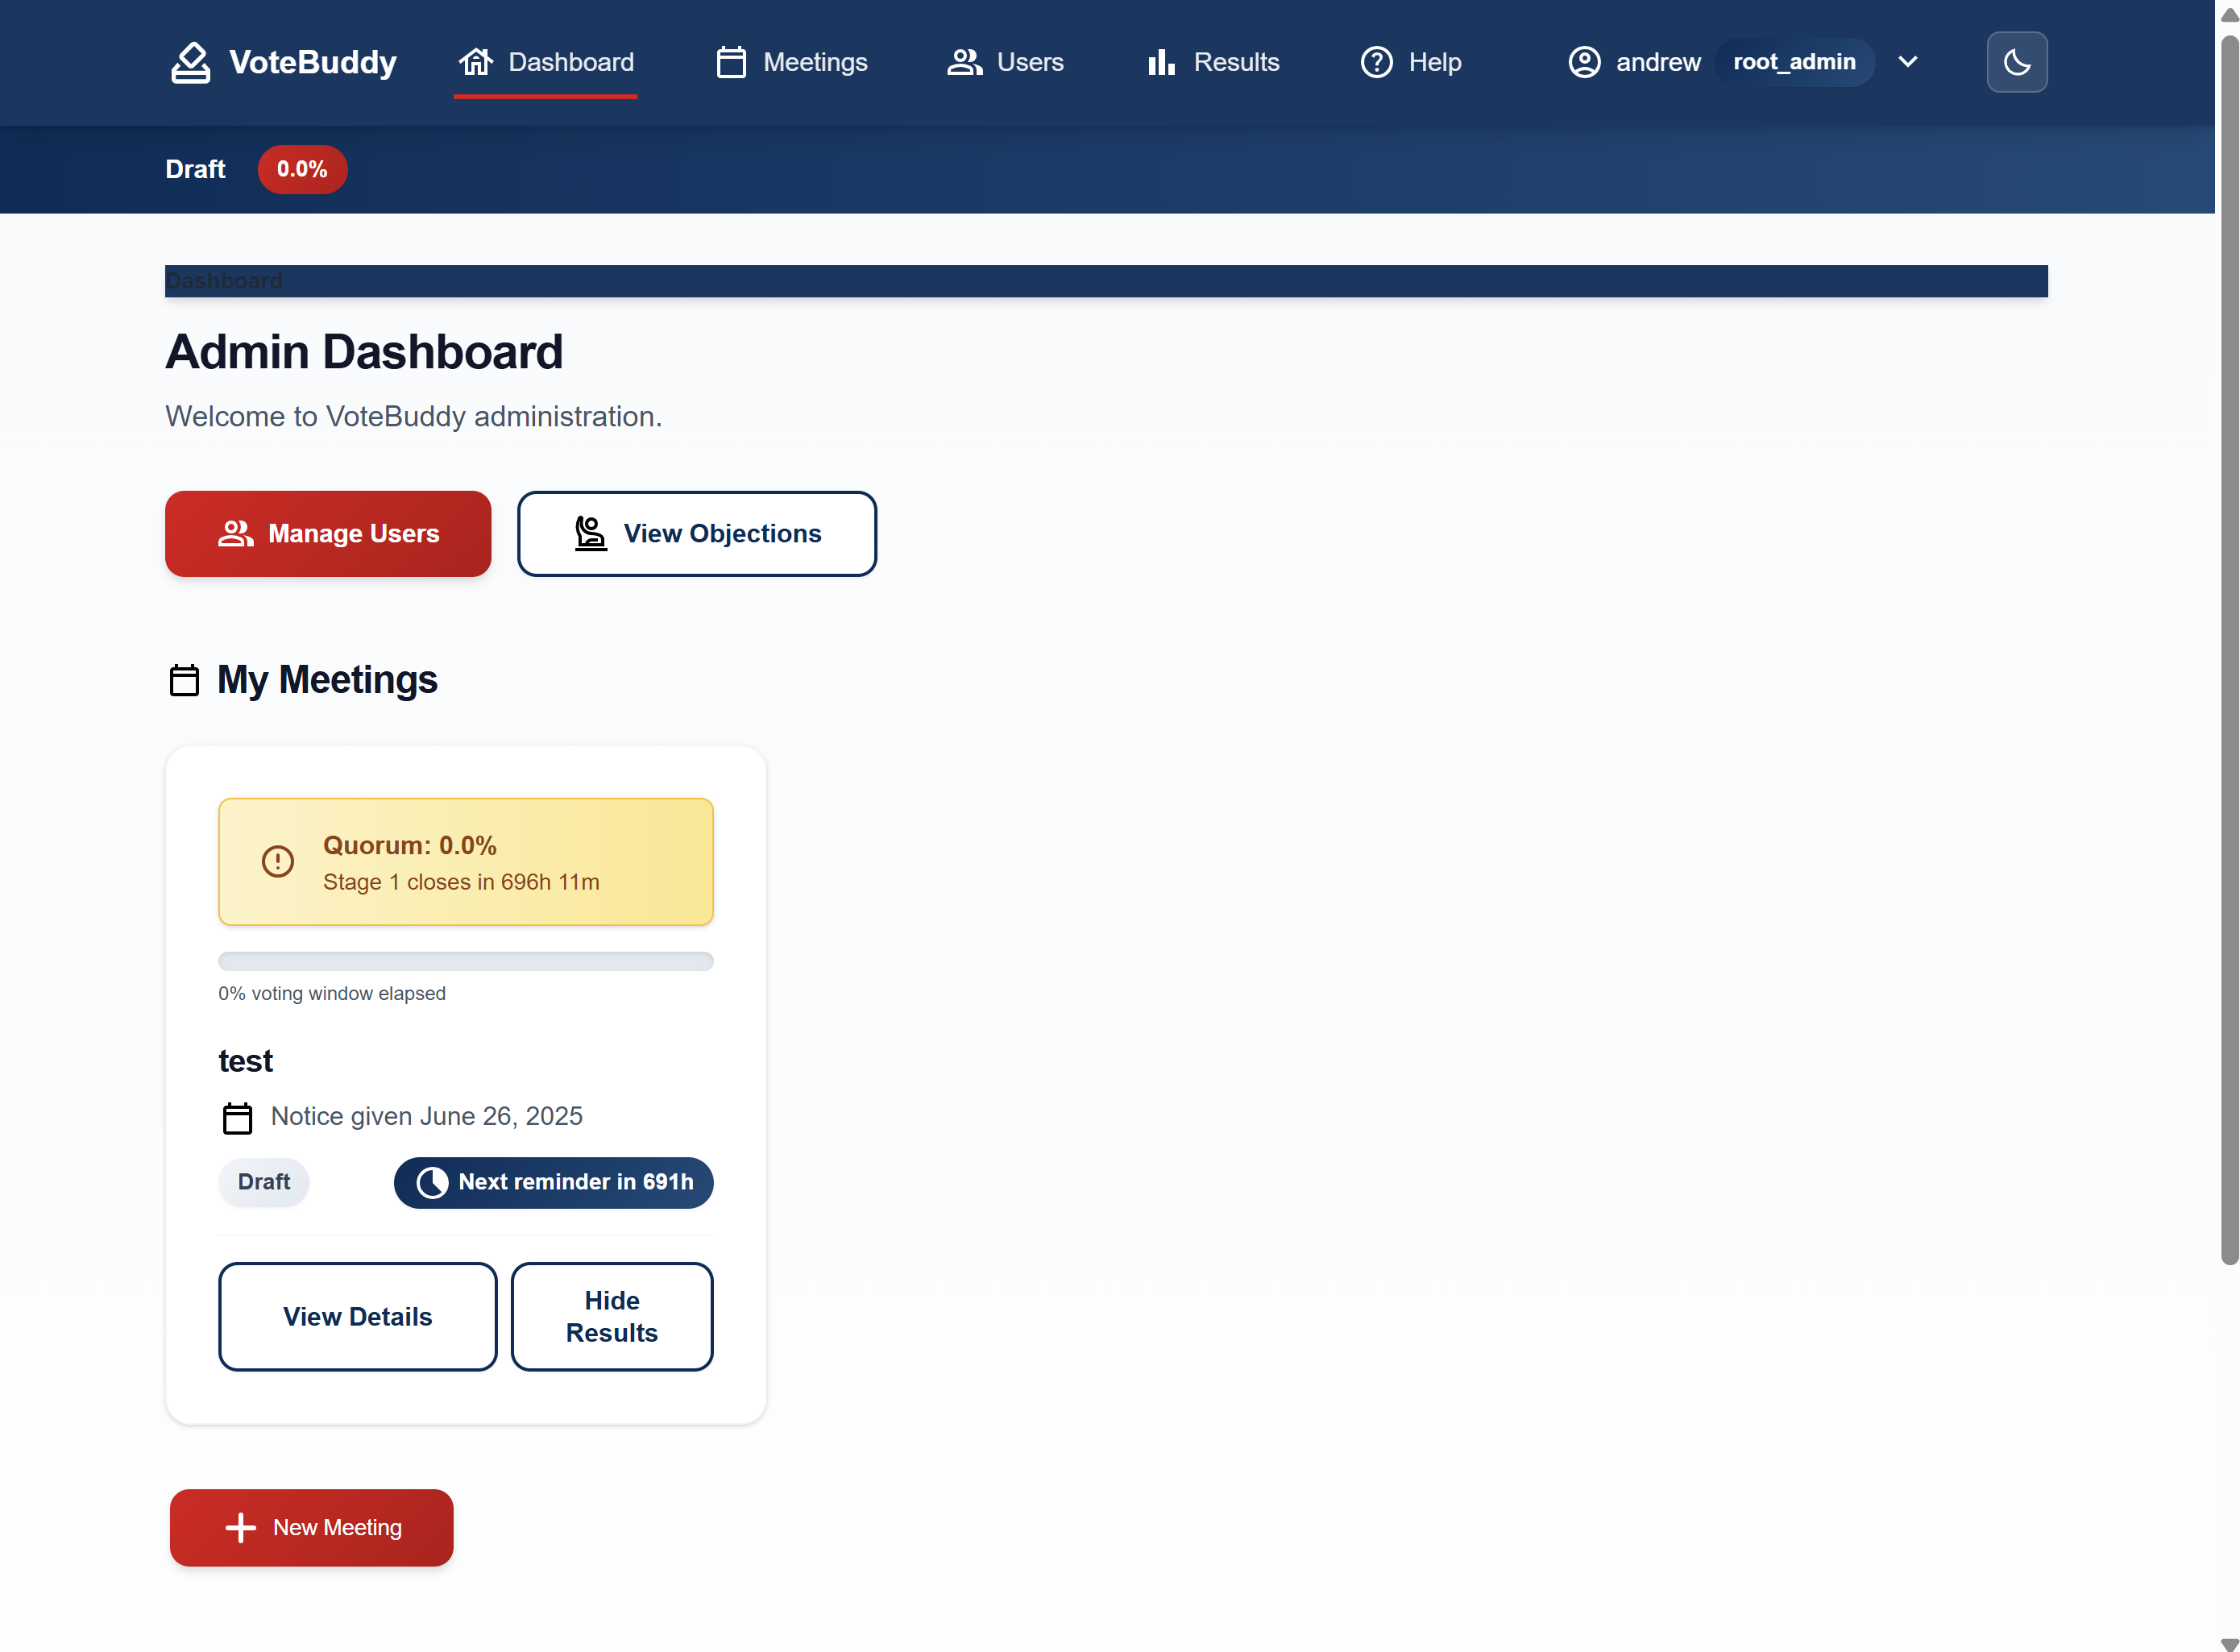 VoteBuddy Dashboard Meetings Users Results Help andrew root_admin
Draft 0.0%
Dashboard
Admin Dashboard
Welcome to VoteBuddy administration.
Manage Users View Objections
My Meetings
Quorum: 0.0%
Stage 1 closes in 696h 11m
0% voting window elapsed
test
Notice given June 26, 2025
Draft Next reminder in 691h
View Details Hide
Results
New Meeting